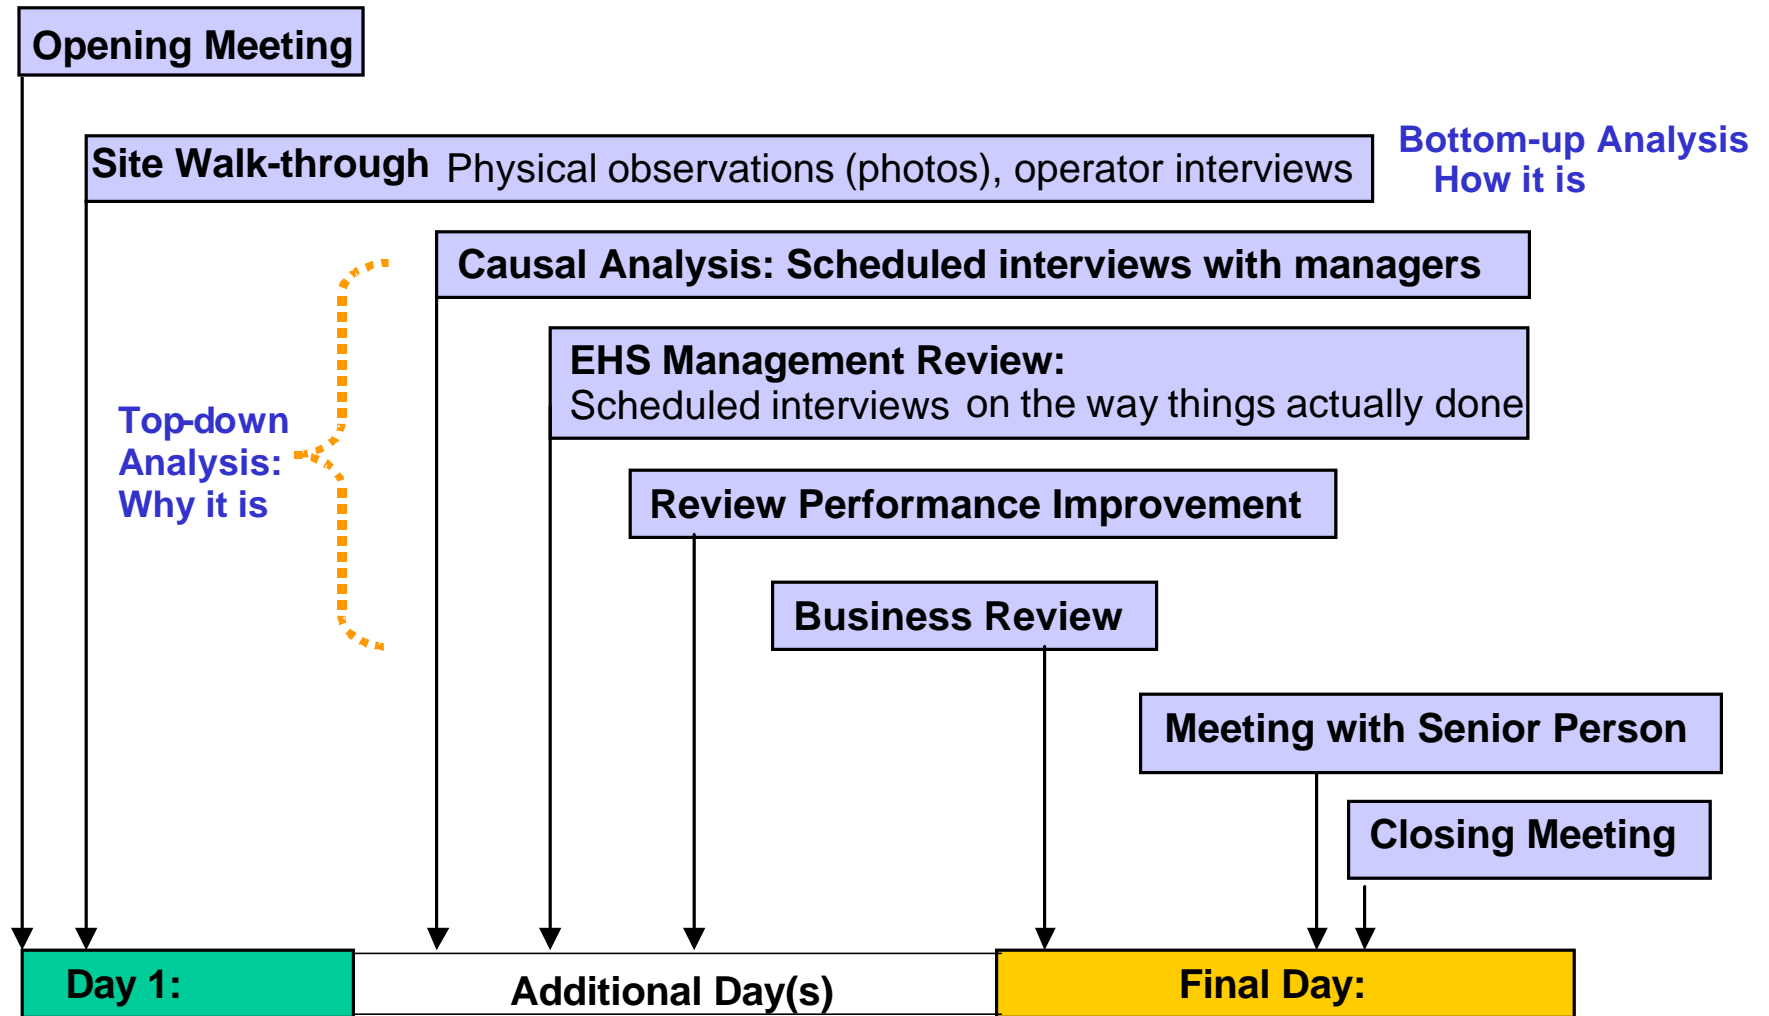 Opening Meeting
Site Walk-through Physical observations (photos), operator interviews
Bottom-up Analysis
How it is
Causal Analysis: Scheduled interviews with managers
EHS Management Review:
Scheduled interviews on the way things actually done
Top-down
Analysis:
Why it is
Review Performance Improvement
Business Review
Meeting with Senior Person
Closing Meeting
Day 1:
Additional Day(s)
Final Day: